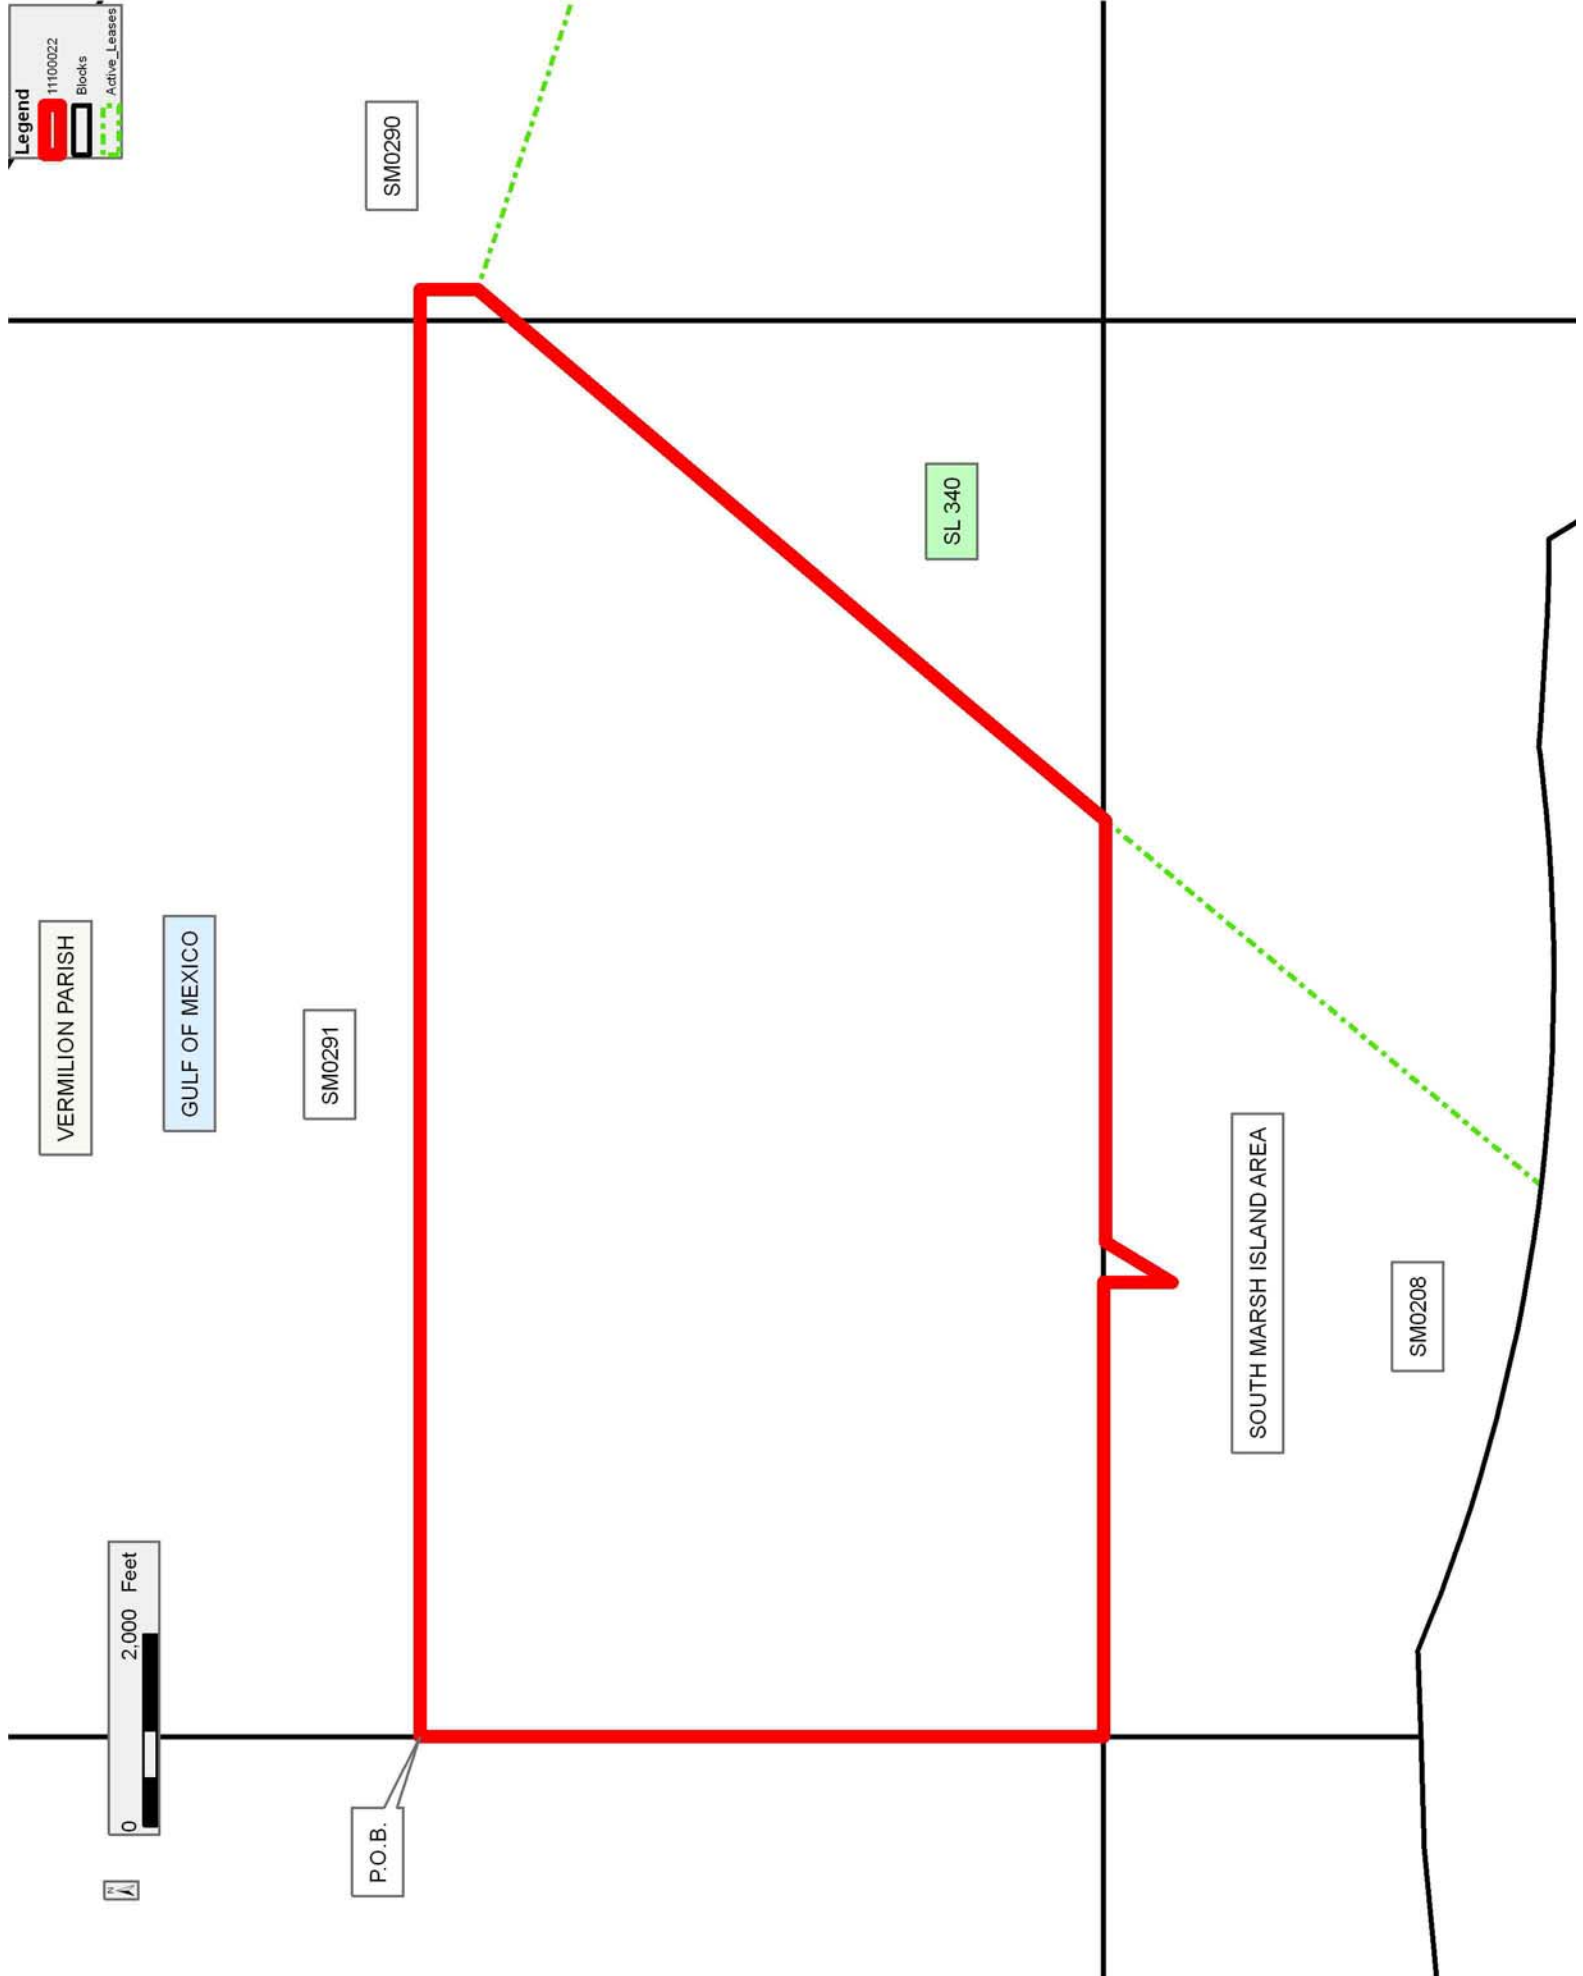 VERMILION PARISH
GULF OF MEXICO
SM0291
SM0290
SL 340
SOUTH MARSH ISLAND AREA
SM0208
P.O.B.
N
0 2,000 Feet
Legend
11100022
Blocks
Active_Leases